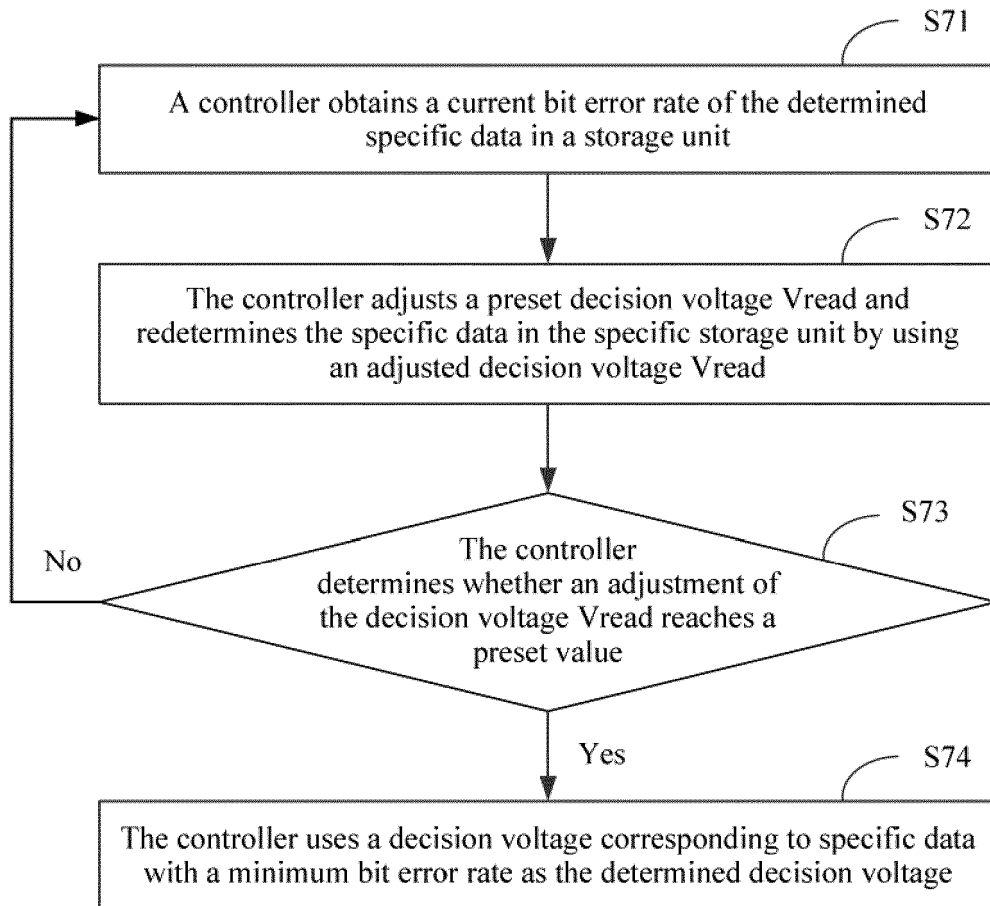 S71
A controller obtains a current bit error rate of the determined
specific data in a storage unit
S72
The controller adjusts a preset decision voltage Vread and
redetermines the specific data in the specific storage unit by using
an adjusted decision voltage Vread
S73
No
The controller
determines whether an adjustment of
the decision voltage Vread reaches a
preset value
Yes
S74
The controller uses a decision voltage corresponding to specific data
with a minimum bit error rate as the determined decision voltage